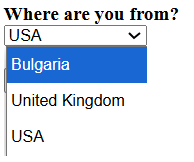 Where are you from?
USA
Bulgaria
United Kingdom
USA